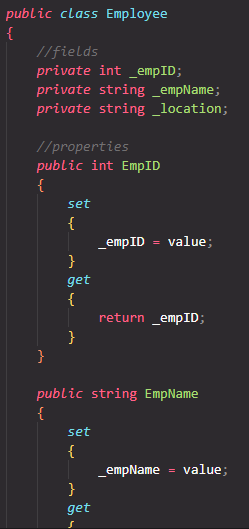 public class Employee
{
    //fields
    private int _empID;
    private string _empName;
    private string _location;

    //properties
    public int EmpID
    {
        set
        {
            _empID = value;
        }
        get
        {
            return _empID;
        }
    }

    public string EmpName
    {
        set
        {
            _empName = value;
        }
        get
        {